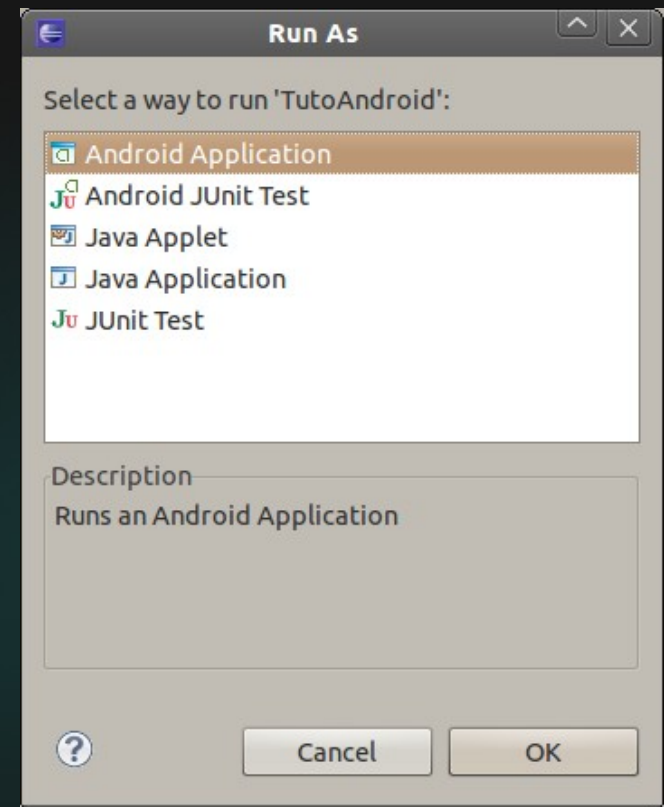 Run As
Select a way to run 'TutoAndroid':
Android Application
Android JUnit Test
Java Applet
Java Application
JUnit Test
Description
Runs an Android Application
Cancel
OK